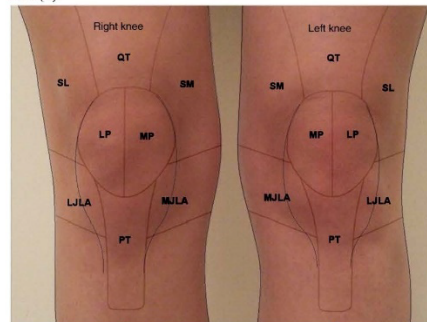 Right knee
Left knee
QT
QT
SL
SM
SM
SL
LP
MP
MP
LP
LJLA
MJLA
MJLA
LJLA
PT
PT